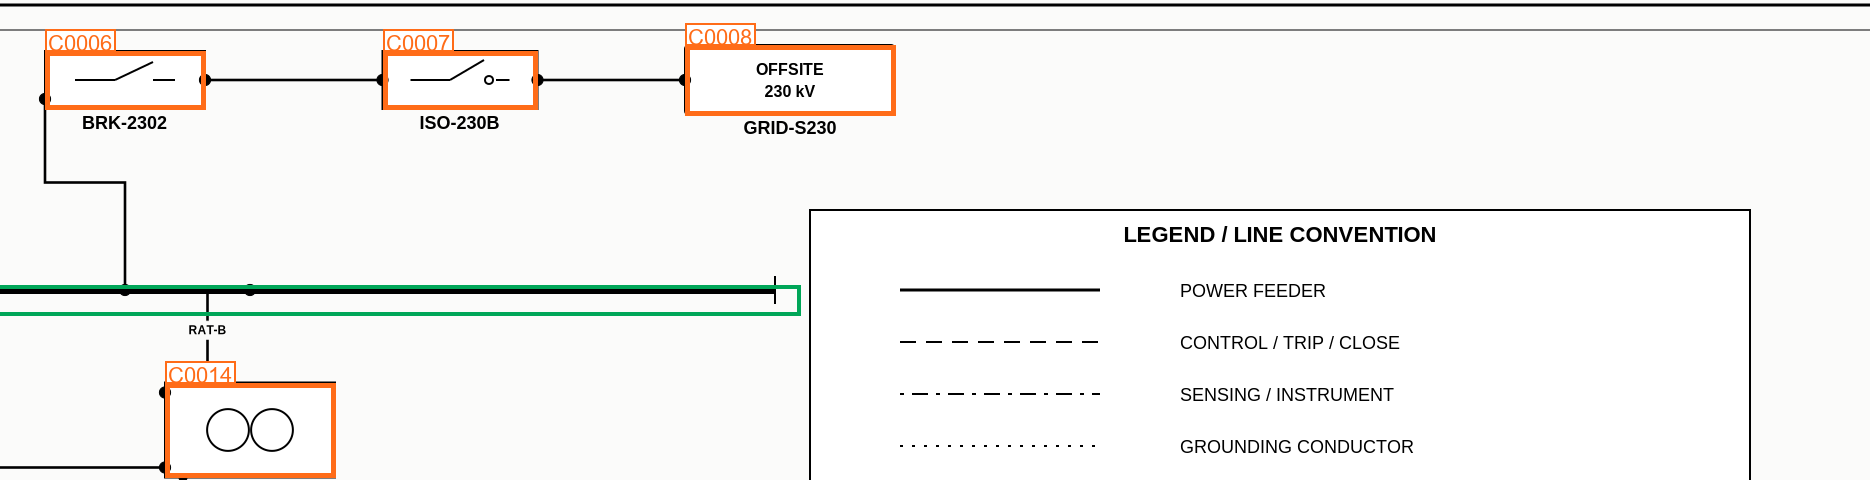 C0006
C0007
C0008
OFFSITE
230 kV
BRK-2302
ISO-230B
GRID-S230
LEGEND / LINE CONVENTION
POWER FEEDER
RAT-B
CONTROL / TRIP / CLOSE
C0014
SENSING / INSTRUMENT
GROUNDING CONDUCTOR